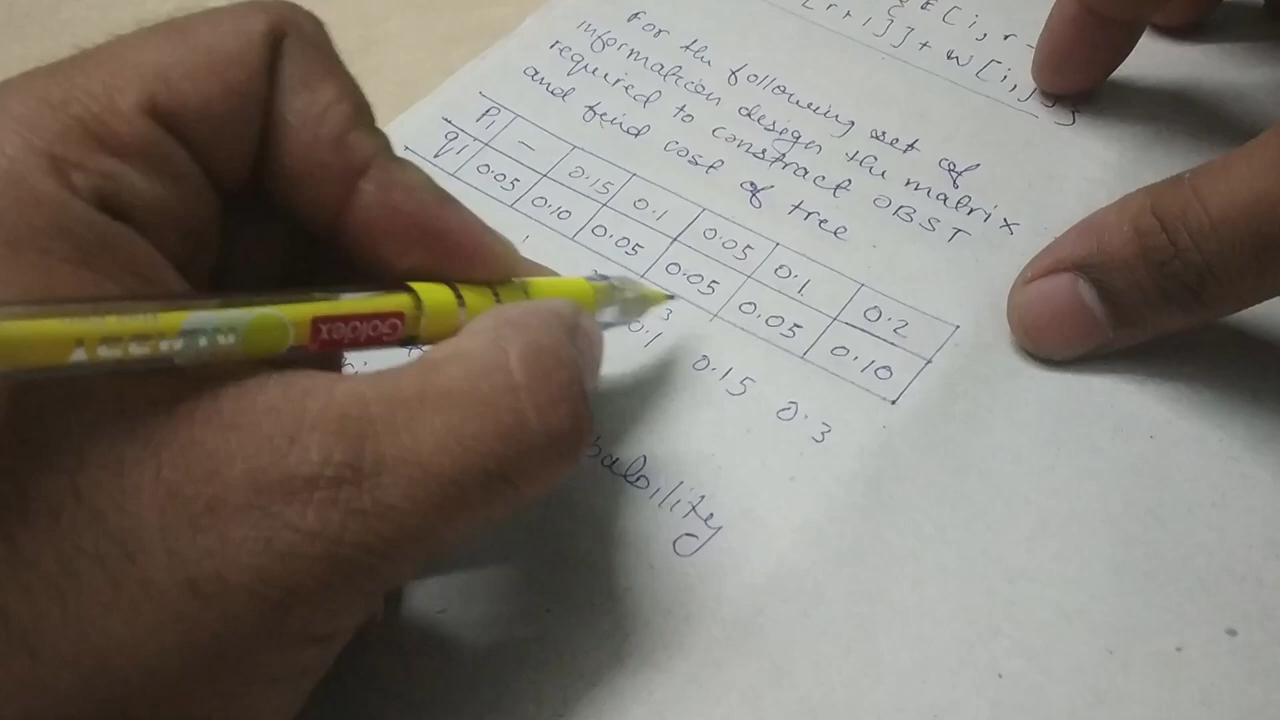 E[i, r-
[r+1]] + w[i,j]}
For the following set of
information design the matrix
required to construct OBST
and find cost of tree
Pi - 0.15 0.1 0.05 0.1 0.2
qi 0.05 0.10 0.05 0.05 0.05 0.10
3
0.1 0.15 0.3
bability
Goldex